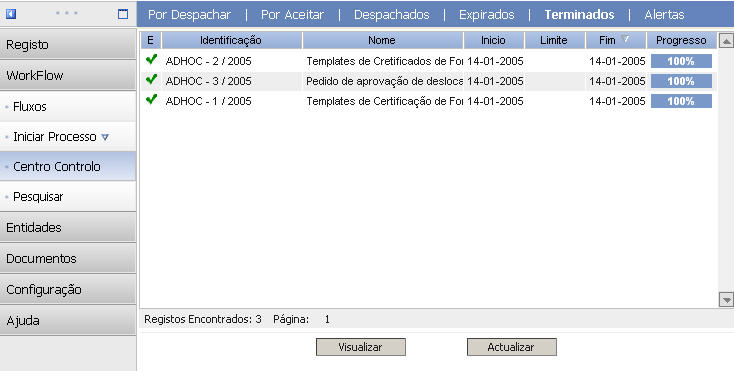 Por Despachar | Por Aceitar | Despachados | Expirados | Terminados | Alertas
Registo
WorkFlow
Fluxos
Iniciar Processo
Centro Controlo
Pesquisar
Entidades
Documentos
Configuração
Ajuda
E Identificação Nome Inicio Limite Fim Progresso
ADHOC - 2 / 2005 Templates de Cretificados de For 14-01-2005 14-01-2005 100%
ADHOC - 3 / 2005 Pedido de aprovação de desloca 14-01-2005 14-01-2005 100%
ADHOC - 1 / 2005 Templates de Certificação de For 14-01-2005 14-01-2005 100%
Registos Encontrados: 3 Página: 1
Visualizar Actualizar